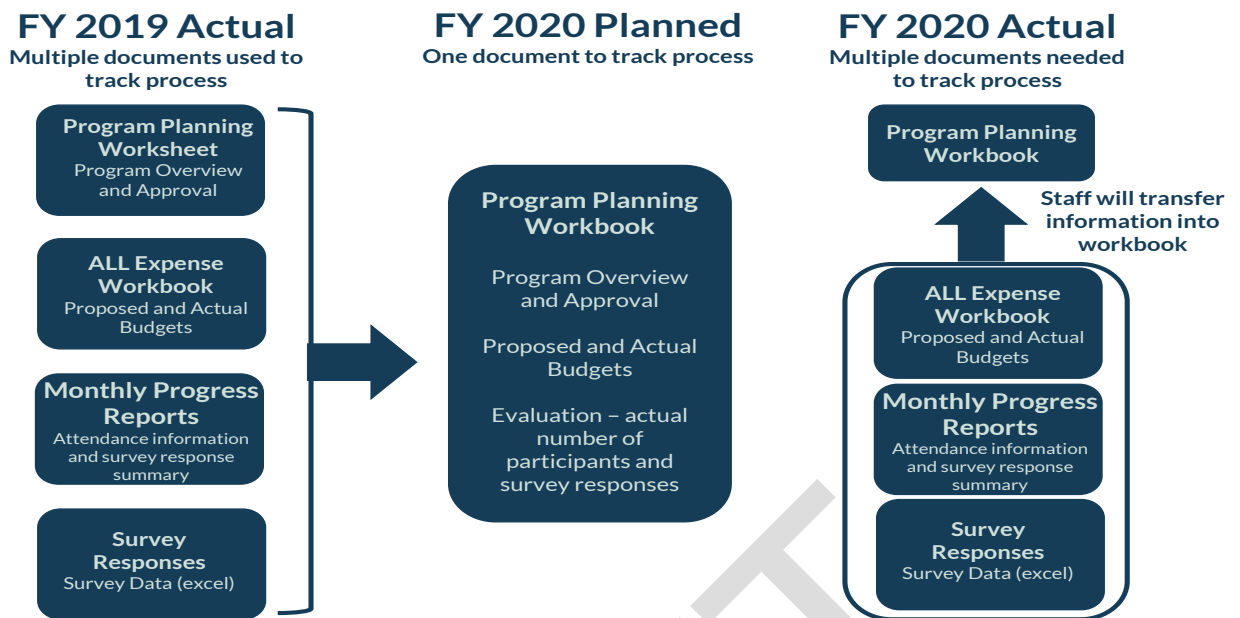 FY 2019 Actual
Multiple documents used to
track process
Program Planning
Worksheet
Program Overview
and Approval
ALL Expense
Workbook
Proposed and Actual
Budgets
Monthly Progress
Reports
Attendance information
and survey response
summary
Survey
Responses
Survey Data (excel)
FY 2020 Planned
One document to track process
Program Planning
Workbook
Program Overview
and Approval
Proposed and Actual
Budgets
Evaluation – actual
number of
participants and
survey responses
FY 2020 Actual
Multiple documents needed
to track process
Program Planning
Workbook
Staff will transfer
information into
workbook
ALL Expense
Workbook
Proposed and Actual
Budgets
Monthly Progress
Reports
Attendance information
and survey response
summary
Survey
Responses
Survey Data (excel)